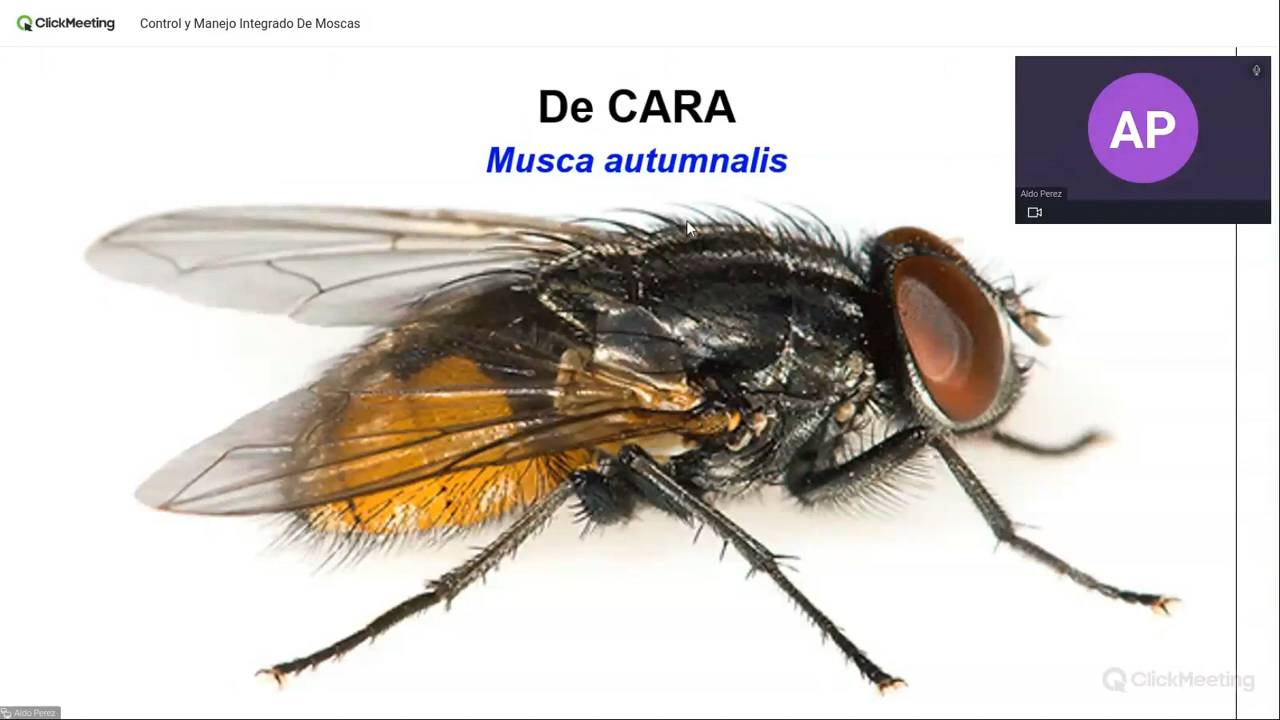 ClickMeeting
Control y Manejo Integrado De Moscas
De CARA
Musca autumnalis
AP
Aldo Perez
ClickMeeting
Aldo Perez